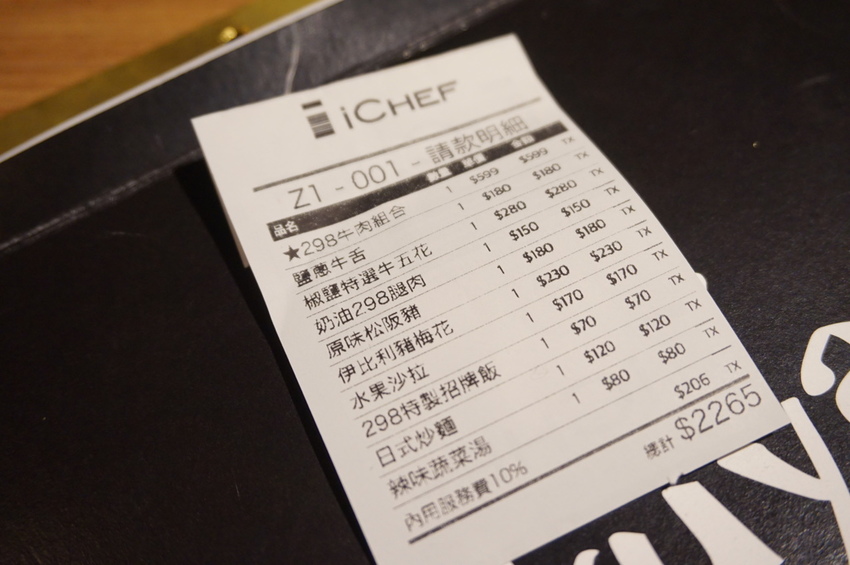 iCHEF
Z1 - 001 - 請款明細
品名 數量 單價 金額
★298牛肉組合 1 $599 $599 TX
鹽蔥牛舌 1 $180 $180 TX
椒鹽特選牛五花 1 $280 $280 TX
奶油298腿肉 1 $150 $150 TX
原味松阪豬 1 $180 $180 TX
伊比利豬梅花 1 $230 $230 TX
水果沙拉 1 $170 $170 TX
298特製招牌飯 1 $70 $70 TX
日式炒麵 1 $120 $120 TX
辣味蔬菜湯 1 $80 $80 TX
內用服務費10% $206 TX
總計 $2265